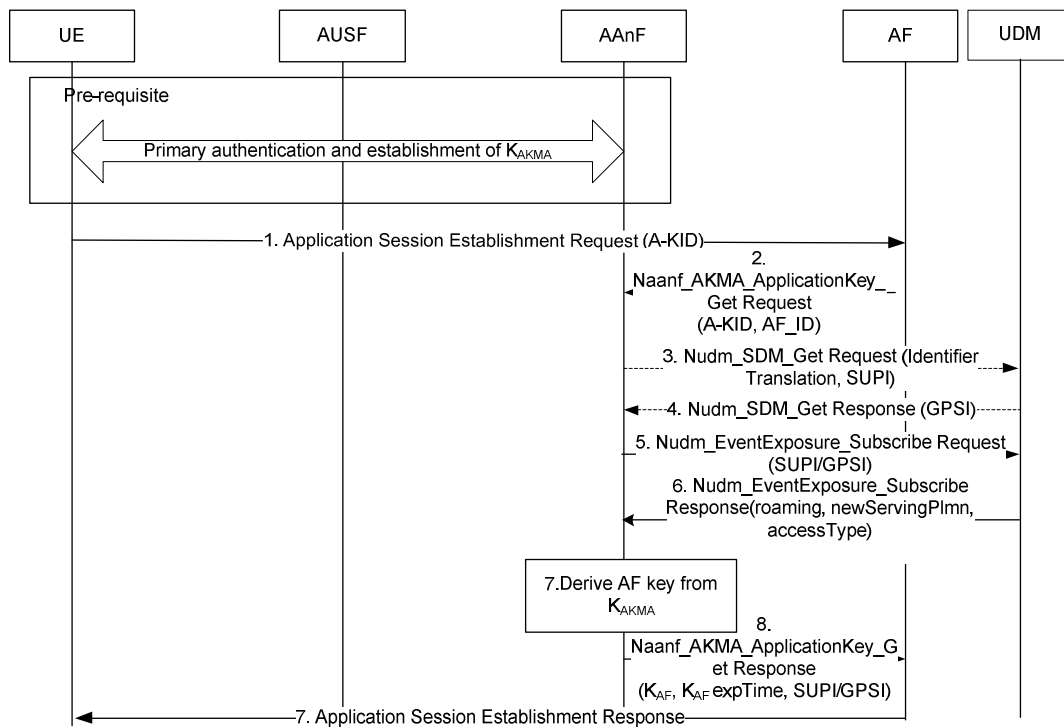 UE
AUSF
AAnF
AF
UDM
Pre-requisite
Primary authentication and establishment of KAKMA
1. Application Session Establishment Request (A-KID)
2.
Naanf_AKMA_ApplicationKey_
Get Request
(A-KID, AF_ID)
3. Nudm_SDM_Get Request (Identifier
Translation, SUPI)
4. Nudm_SDM_Get Response (GPSI)
5. Nudm_EventExposure_Subscribe Request
(SUPI/GPSI)
6. Nudm_EventExposure_Subscribe
Response(roaming, newServingPlmn,
accessType)
7.Derive AF key from
KAKMA
8.
Naanf_AKMA_ApplicationKey_G
et Response
(KAF, KAF expTime, SUPI/GPSI)
7. Application Session Establishment Response